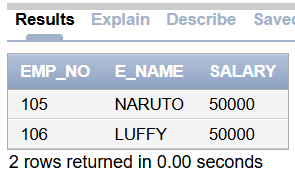 Results Explain Describe Saved
EMP_NO E_NAME SALARY
105 NARUTO 50000
106 LUFFY 50000
2 rows returned in 0.00 seconds